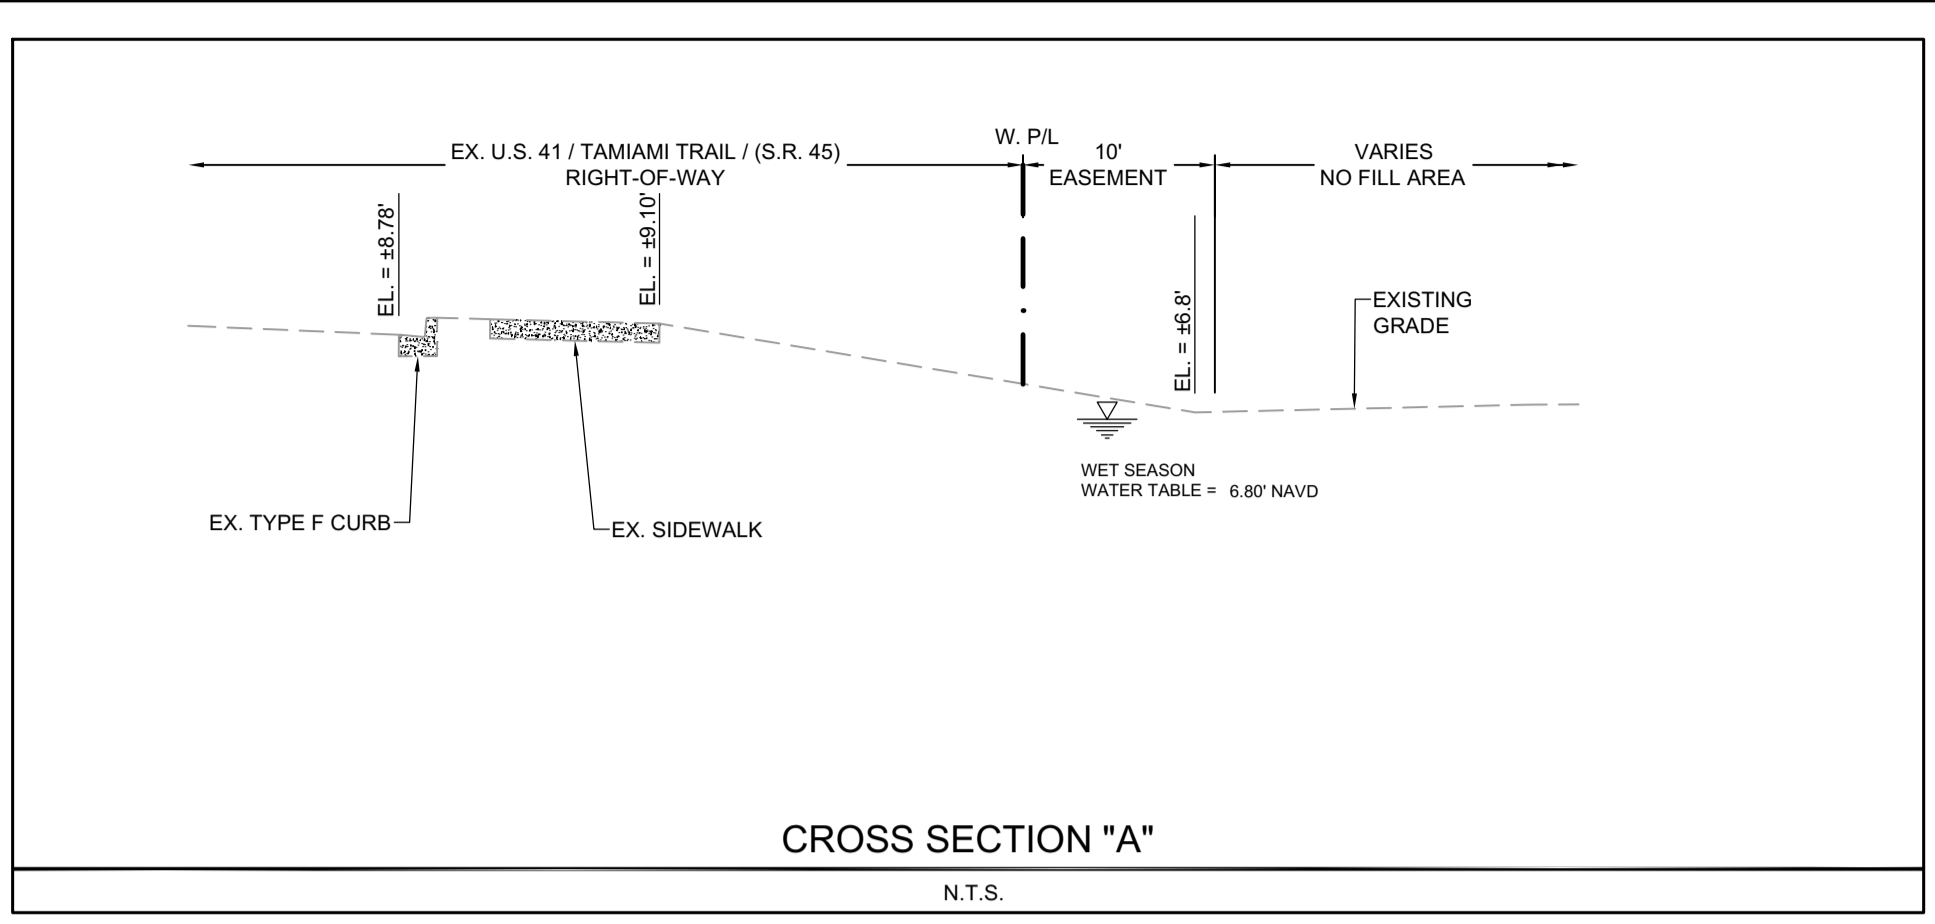 W. P/L
EX. U.S. 41 / TAMIAMI TRAIL / (S.R. 45)
RIGHT-OF-WAY
10'
EASEMENT
VARIES
NO FILL AREA
EL. = ±8.78'
EL. = ±9.10'
EL. = ±6.8'
EXISTING
GRADE
WET SEASON
WATER TABLE = 6.80' NAVD
EX. TYPE F CURB
EX. SIDEWALK
CROSS SECTION "A"
N.T.S.